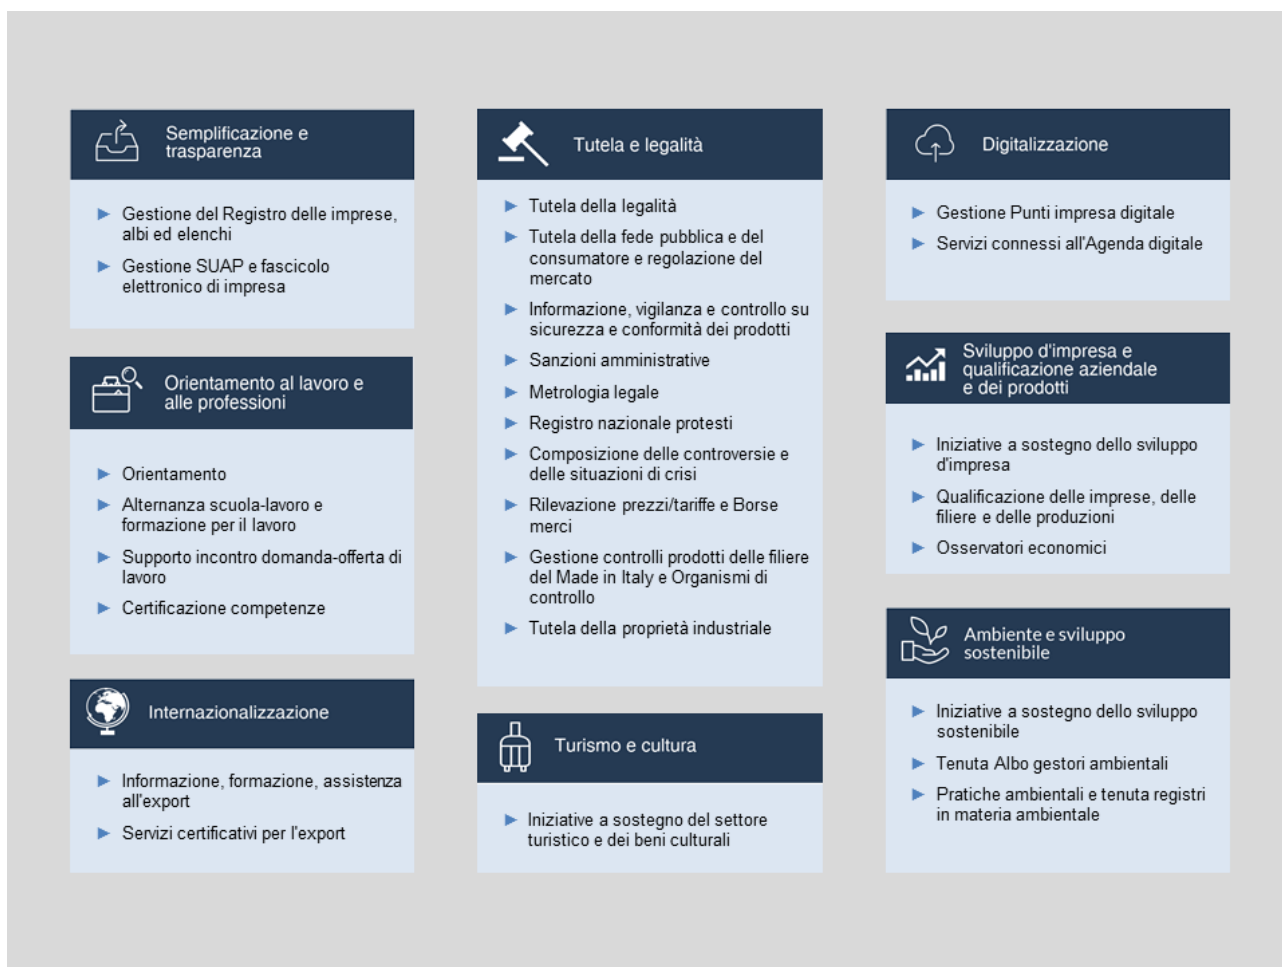 Semplificazione e
trasparenza
Gestione del Registro delle imprese,
albi ed elenchi
Gestione SUAP e fascicolo
elettronico di impresa
Orientamento al lavoro e
alle professioni
Orientamento
Alternanza scuola-lavoro e
formazione per il lavoro
Supporto incontro domanda-offerta di
lavoro
Certificazione competenze
Internazionalizzazione
Informazione, formazione, assistenza
all'export
Servizi certificativi per l'export
Tutela e legalità
Tutela della legalità
Tutela della fede pubblica e del
consumatore e regolazione del
mercato
Informazione, vigilanza e controllo su
sicurezza e conformità dei prodotti
Sanzioni amministrative
Metrologia legale
Registro nazionale protesti
Composizione delle controversie e
delle situazioni di crisi
Rilevazione prezzi/tariffe e Borse
merci
Gestione controlli prodotti delle filiere
del Made in Italy e Organismi di
controllo
Tutela della proprietà industriale
Turismo e cultura
Iniziative a sostegno del settore
turistico e dei beni culturali
Digitalizzazione
Gestione Punti impresa digitale
Servizi connessi all'Agenda digitale
Sviluppo d'impresa e
qualificazione aziendale
e dei prodotti
Iniziative a sostegno dello sviluppo
d'impresa
Qualificazione delle imprese, delle
filiere e delle produzioni
Osservatori economici
Ambiente e sviluppo
sostenibile
Iniziative a sostegno dello sviluppo
sostenibile
Tenuta Albo gestori ambientali
Pratiche ambientali e tenuta registri
in materia ambientale